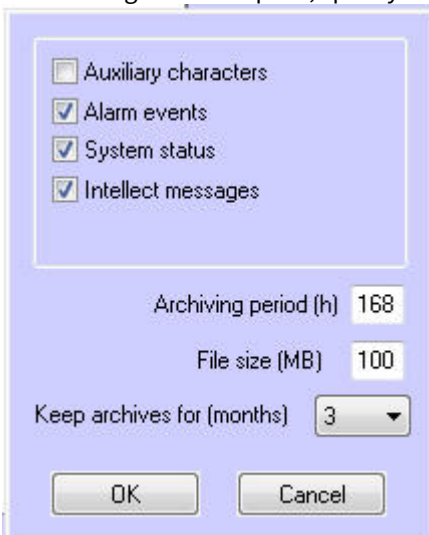 Auxiliary characters
Alarm events
System status
Intellect messages
Archiving period (h) 168
File size (MB) 100
Keep archives for (months) 3
OK Cancel